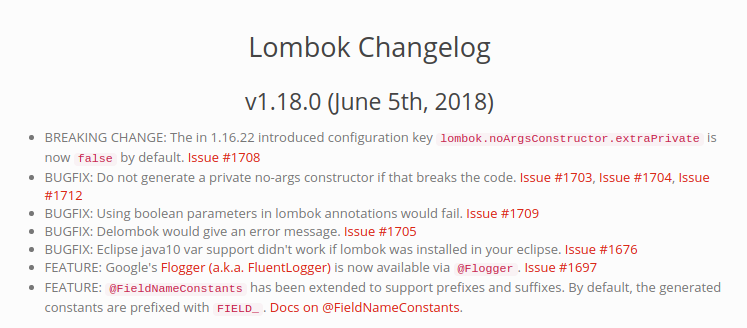 Lombok Changelog
v1.18.0 (June 5th, 2018)
BREAKING CHANGE: The in 1.16.22 introduced configuration key lombok.noArgsConstructor.extraPrivate is
now false by default. Issue #1708
BUGFIX: Do not generate a private no-args constructor if that breaks the code. Issue #1703, Issue #1704, Issue
#1712
BUGFIX: Using boolean parameters in lombok annotations would fail. Issue #1709
BUGFIX: Delombok would give an error message. Issue #1705
BUGFIX: Eclipse java10 var support didn't work if lombok was installed in your eclipse. Issue #1676
FEATURE: Google's Flogger (a.k.a. FluentLogger) is now available via @Flogger. Issue #1697
FEATURE: @FieldNameConstants has been extended to support prefixes and suffixes. By default, the generated
constants are prefixed with FIELD_. Docs on @FieldNameConstants.